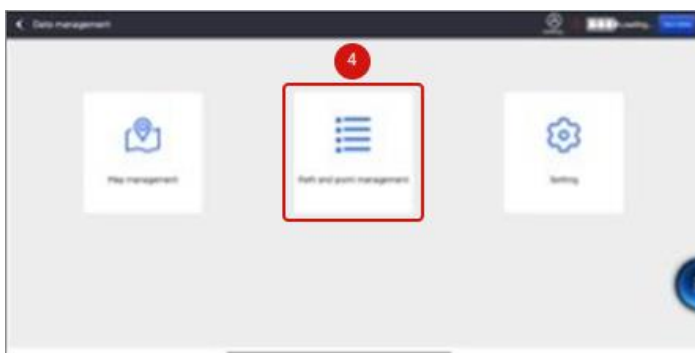 Data management
4
Map management
Path and point management
Setting